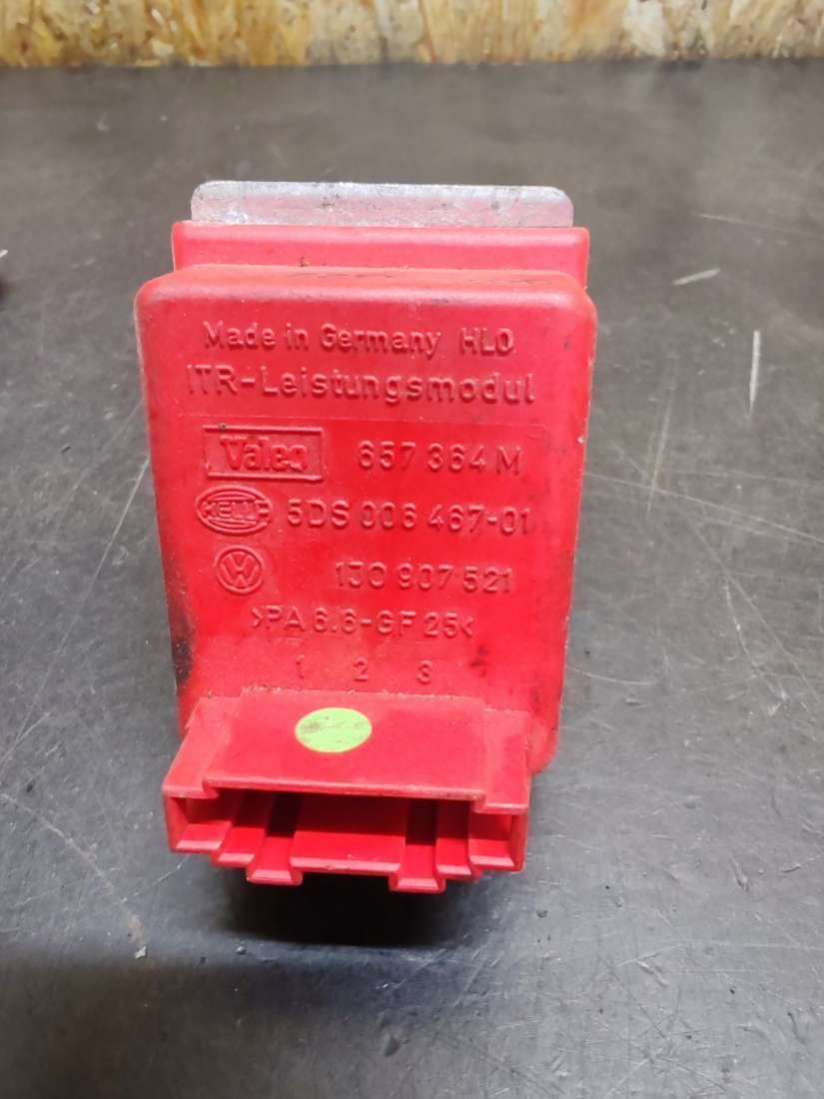 Made in Germany HLO
ITR-Leistungsmodul
Valeo 657 364 M
HELLA 5DS 006 467-01
VW 1J0 907 521
>PA 6.6-GF 25<
1 2 3